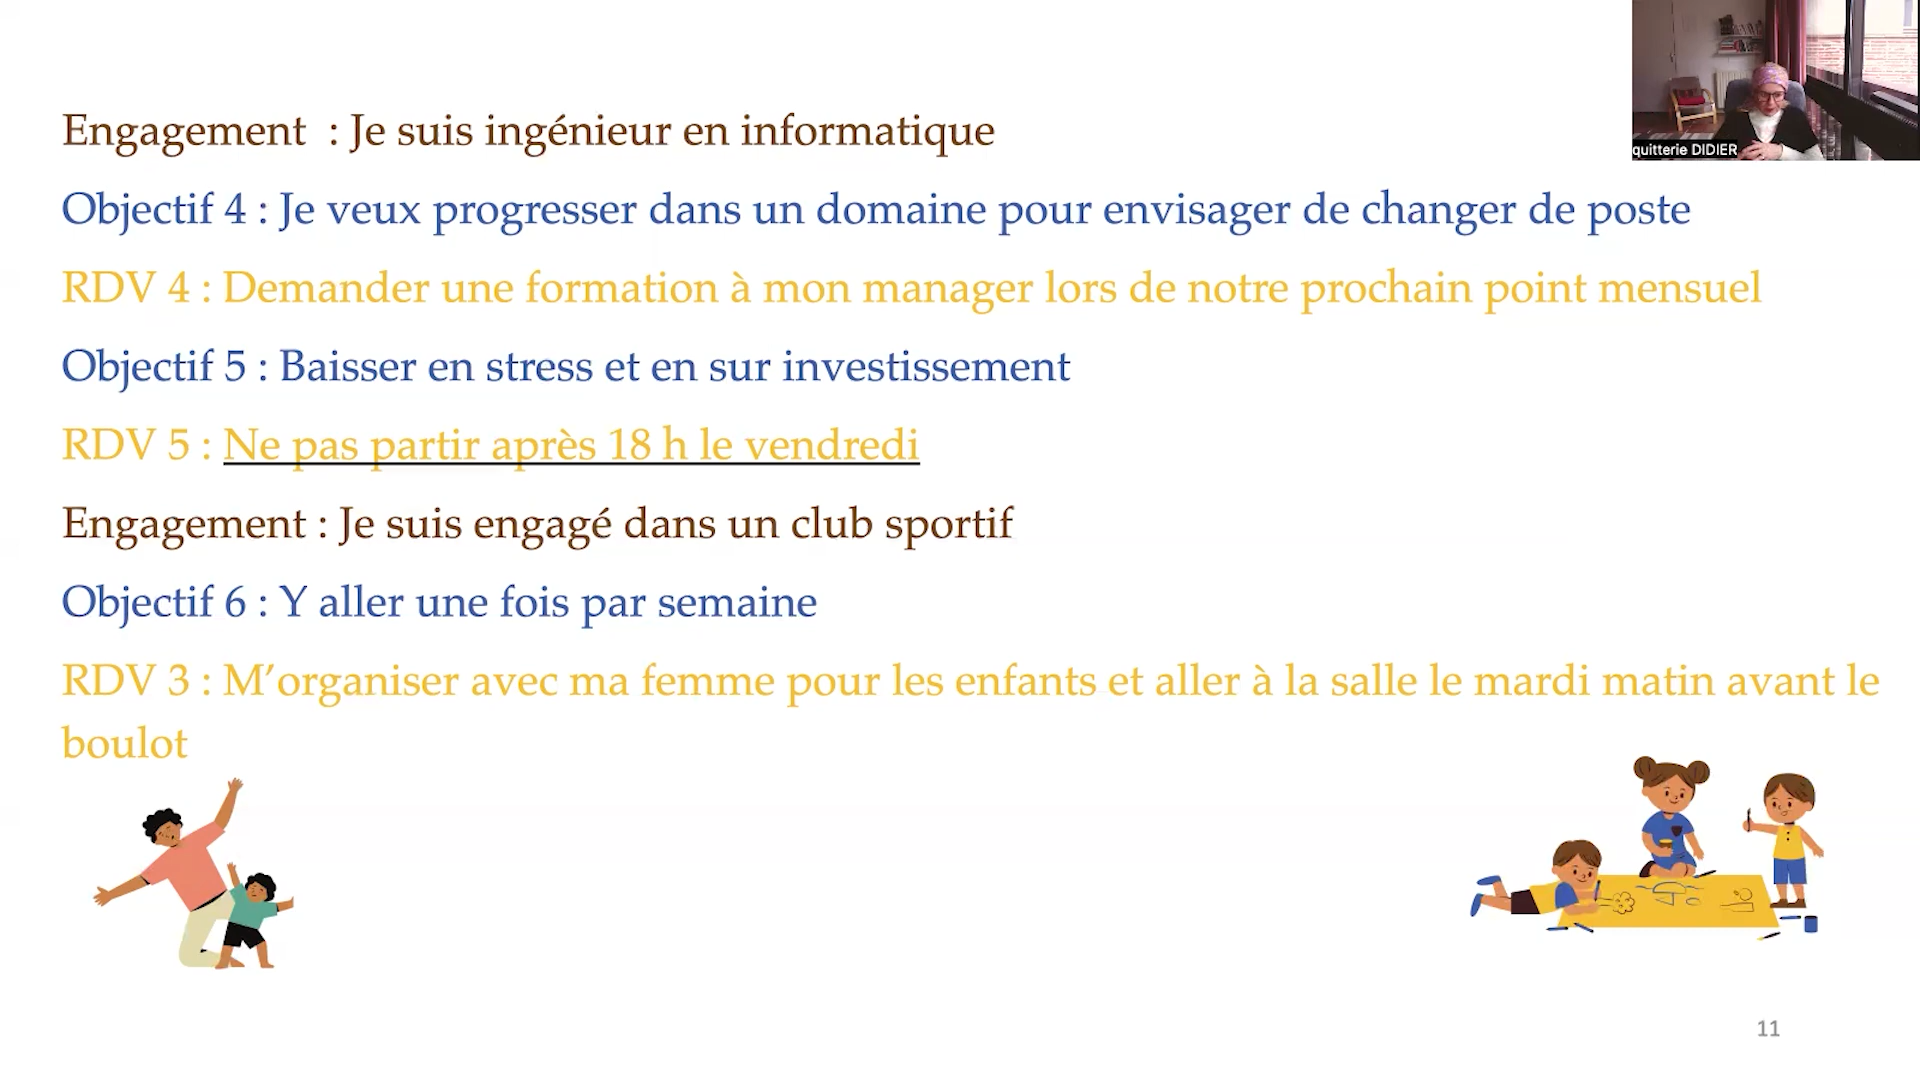 Engagement  : Je suis ingénieur en informatique
quitterie DIDIER
Objectif 4 : Je veux progresser dans un domaine pour envisager de changer de poste
RDV 4 : Demander une formation à mon manager lors de notre prochain point mensuel
Objectif 5 : Baisser en stress et en sur investissement
RDV 5 : Ne pas partir après 18 h le vendredi
Engagement : Je suis engagé dans un club sportif
Objectif 6 : Y aller une fois par semaine
RDV 3 : M’organiser avec ma femme pour les enfants et aller à la salle le mardi matin avant le
boulot
11